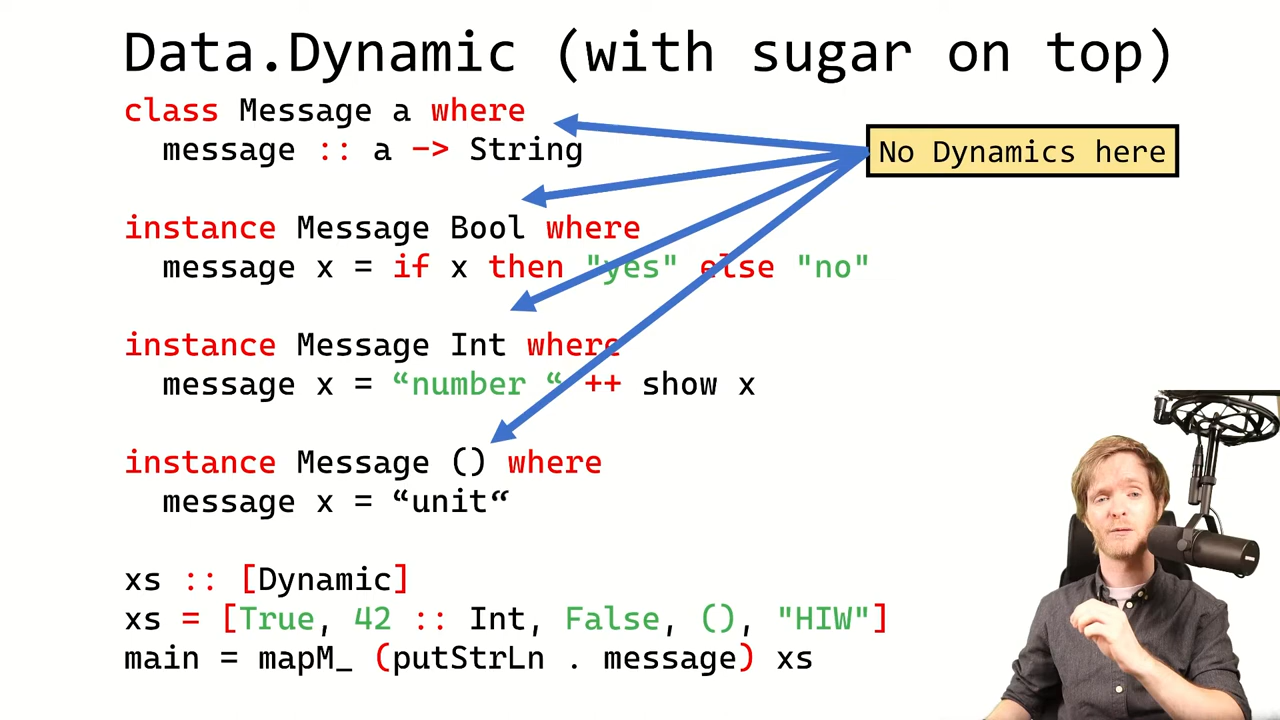 Data.Dynamic (with sugar on top)
class Message a where
  message :: a -> String
No Dynamics here
instance Message Bool where
  message x = if x then "yes" else "no"
instance Message Int where
  message x = “number “ ++ show x
instance Message () where
  message x = “unit“
xs :: [Dynamic]
xs = [True, 42 :: Int, False, (), "HIW"]
main = mapM_ (putStrLn . message) xs